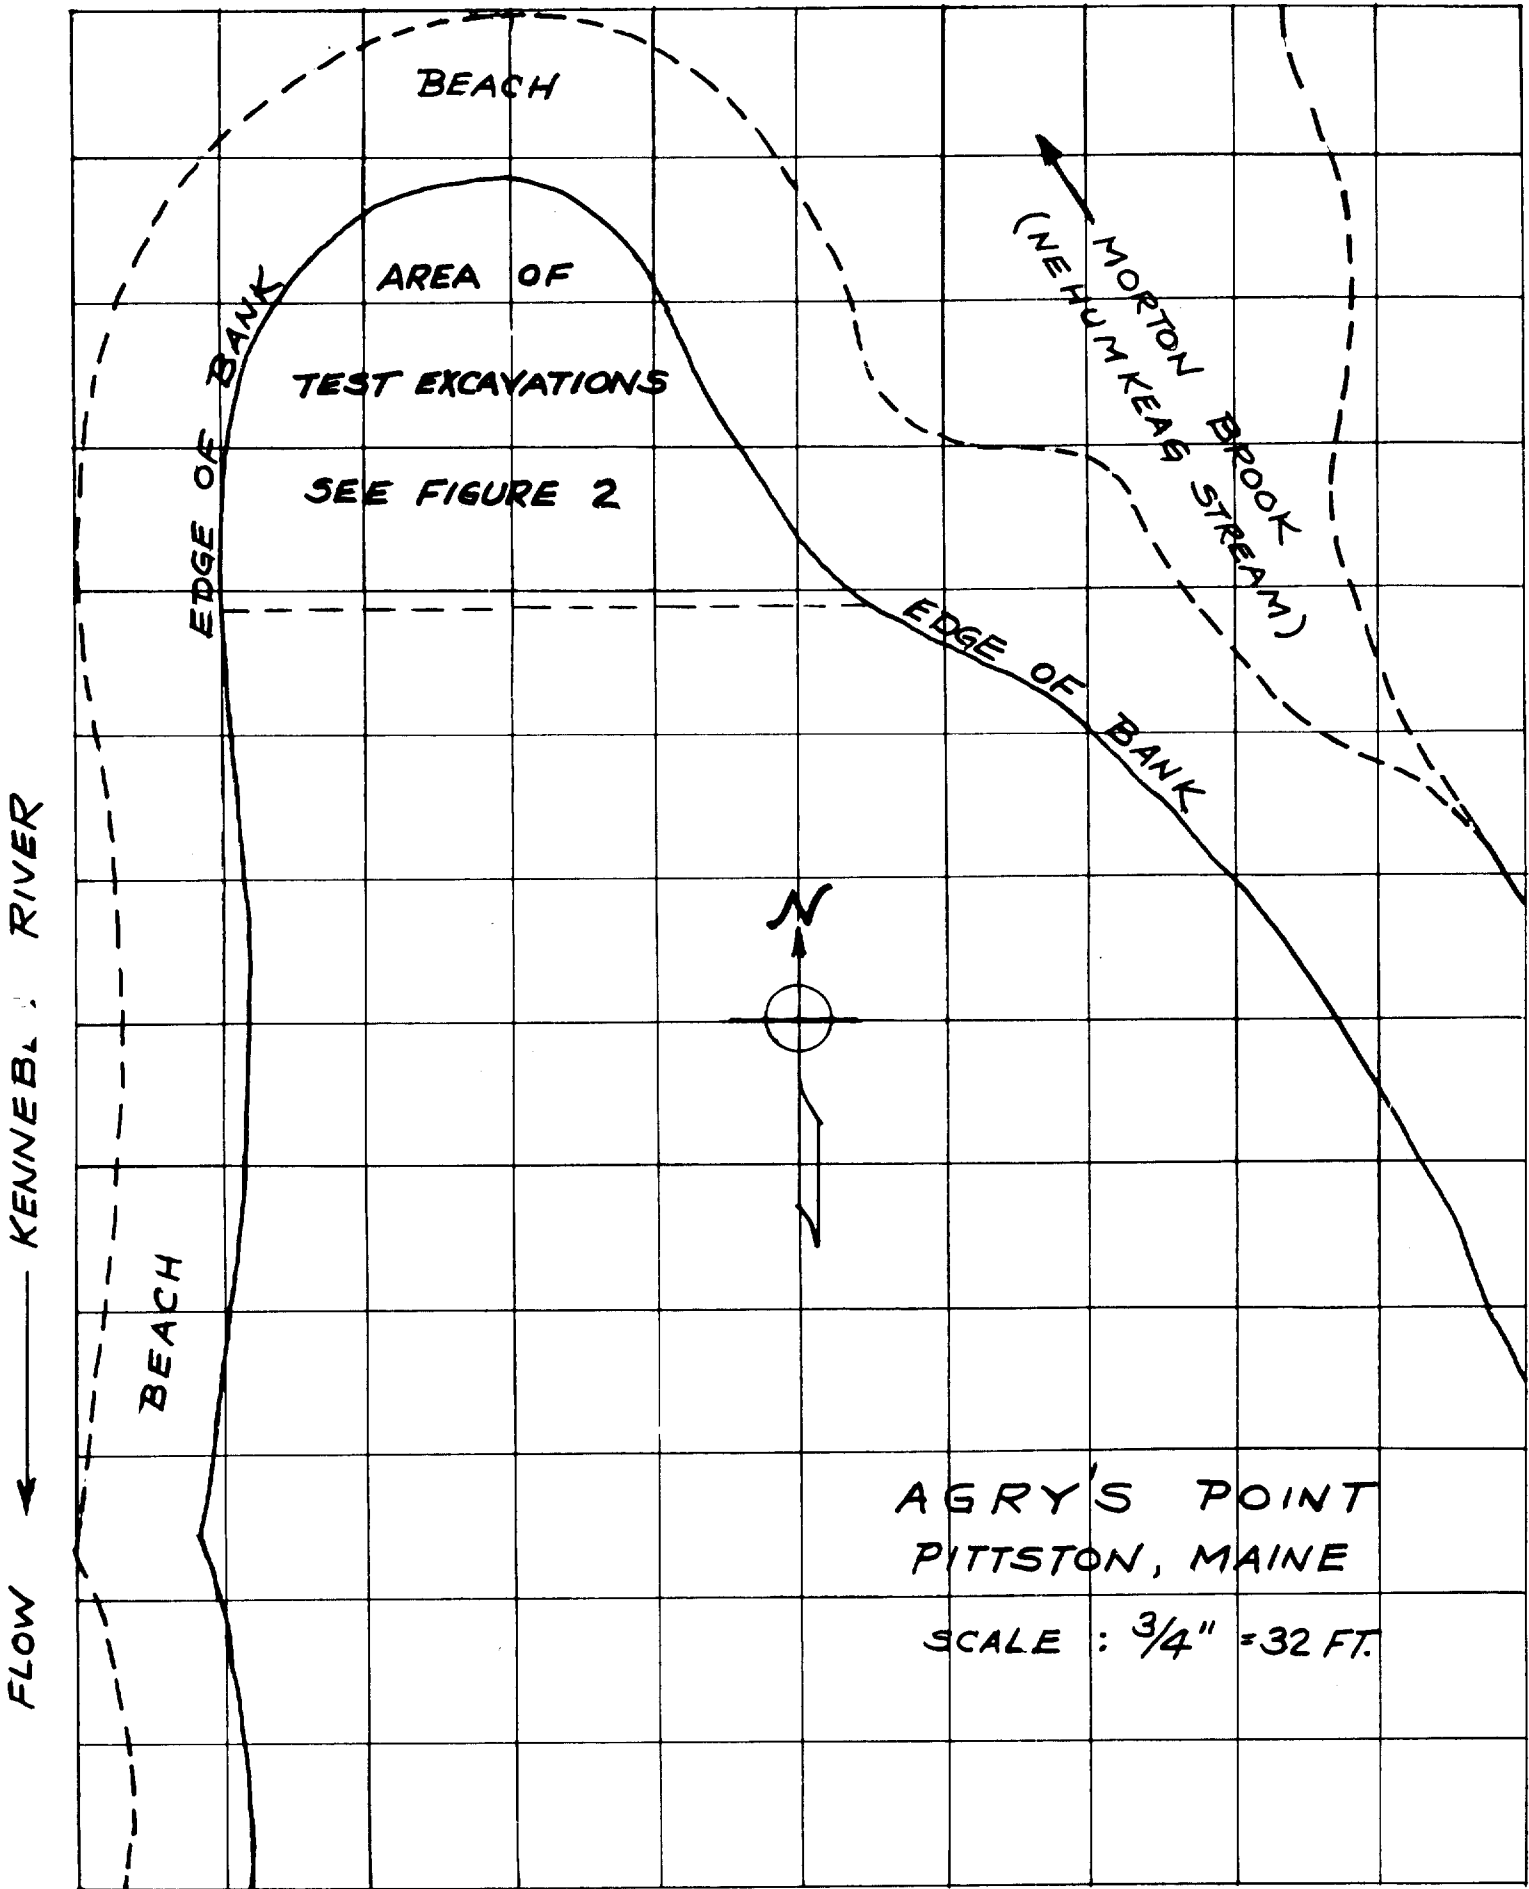 BEACH
AREA OF
TEST EXCAVATIONS
SEE FIGURE 2
EDGE OF BANK
MORTON BROOK
(NEHUMKEAG STREAM)
EDGE OF BANK
N
BEACH
FLOW
RIVER
AGRY'S POINT
PITTSTON, MAINE
SCALE : 3/4" = 32 FT.